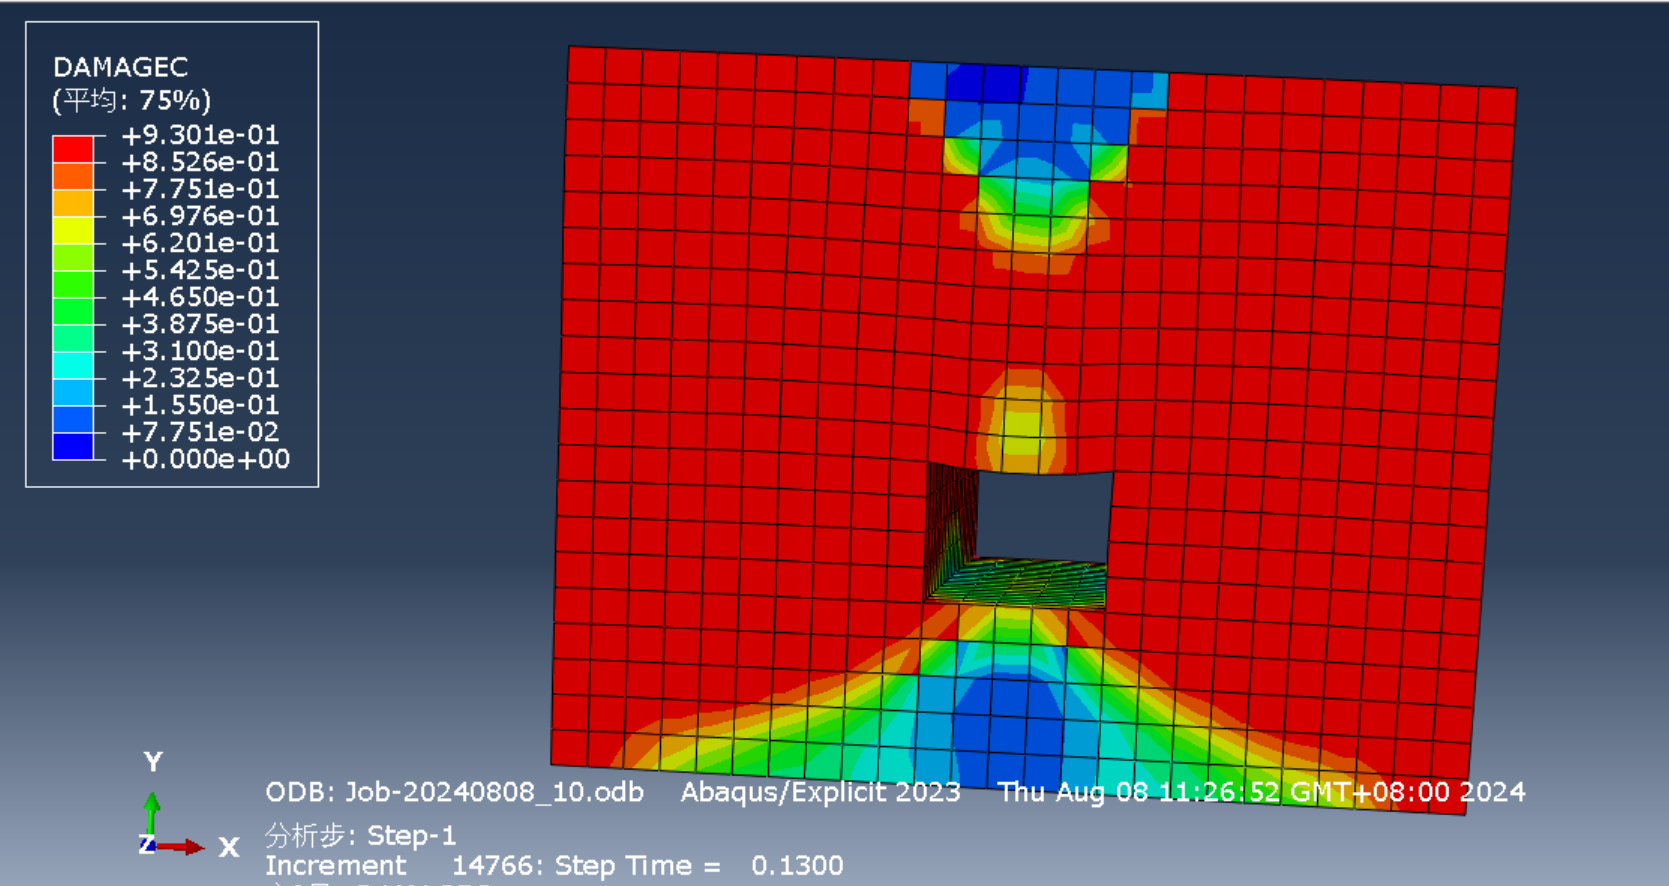 DAMAGEC
(平均: 75%)
+9.301e-01
+8.526e-01
+7.751e-01
+6.976e-01
+6.201e-01
+5.425e-01
+4.650e-01
+3.875e-01
+3.100e-01
+2.325e-01
+1.550e-01
+7.751e-02
+0.000e+00
Y
Z
X
ODB: Job-20240808_10.odb Abaqus/Explicit 2023 Thu Aug 08 11:26:52 GMT+08:00 2024
分析步: Step-1
Increment 14766: Step Time = 0.1300